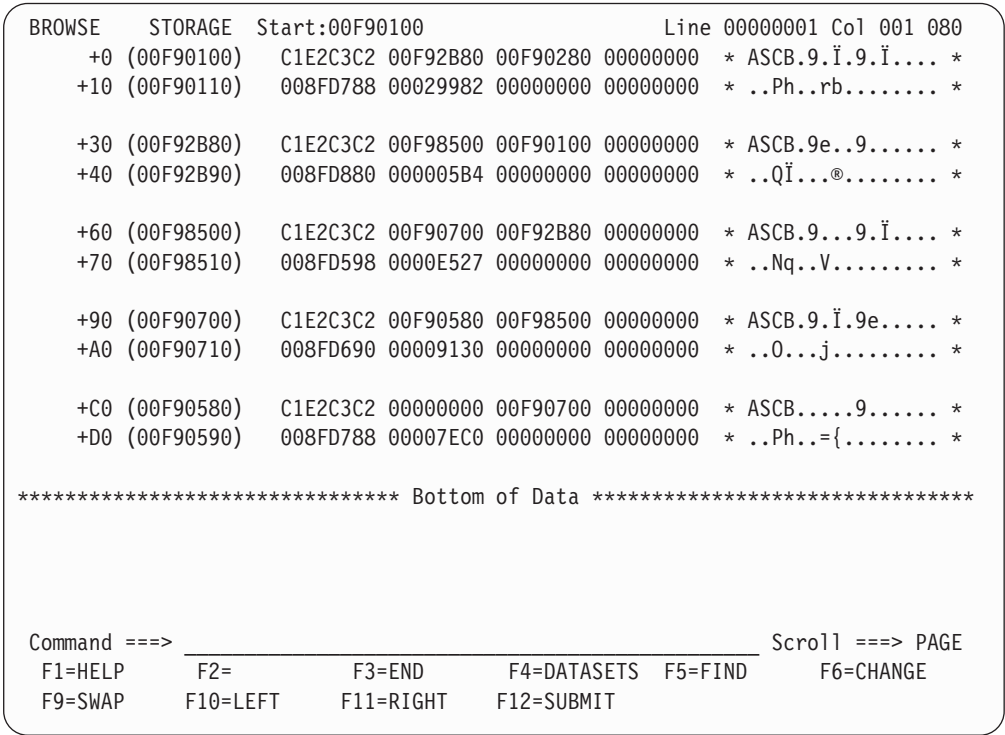 BROWSE    STORAGE  Start:00F90100                    Line 00000001 Col 001 080
     +0 (00F90100)   C1E2C3C2 00F92B80 00F90280 00000000  * ASCB.9.Ï.9.Ï.... *
    +10 (00F90110)   008FD788 00029982 00000000 00000000  * ..Ph..rb........ *
    +30 (00F92B80)   C1E2C3C2 00F98500 00F90100 00000000  * ASCB.9e..9...... *
    +40 (00F92B90)   008FD880 000005B4 00000000 00000000  * ..QÏ...®........ *
    +60 (00F98500)   C1E2C3C2 00F90700 00F92B80 00000000  * ASCB.9...9.Ï.... *
    +70 (00F98510)   008FD598 0000E527 00000000 00000000  * ..Nq..V......... *
    +90 (00F90700)   C1E2C3C2 00F90580 00F98500 00000000  * ASCB.9.Ï.9e..... *
    +A0 (00F90710)   008FD690 00009130 00000000 00000000  * ..O...j......... *
    +C0 (00F90580)   C1E2C3C2 00000000 00F90700 00000000  * ASCB.....9...... *
    +D0 (00F90590)   008FD788 00007EC0 00000000 00000000  * ..Ph..={........ *
******************************** Bottom of Data ********************************
Command ===> ________________________________________________ Scroll ===> PAGE
F1=HELP      F2=          F3=END       F4=DATASETS  F5=FIND      F6=CHANGE
F9=SWAP     F10=LEFT     F11=RIGHT    F12=SUBMIT